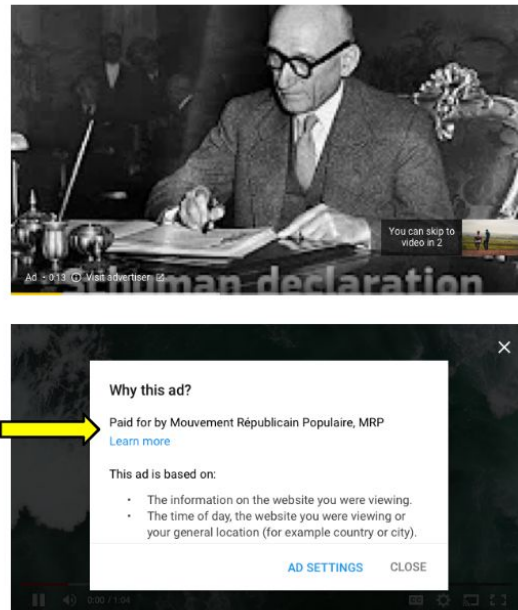 You can skip to
video in 2
Ad · 0:13 Visit advertiser
man declaration
Why this ad?
Paid for by Mouvement Républicain Populaire, MRP
Learn more
This ad is based on:
• The information on the website you were viewing.
• The time of day, the website you were viewing or
your general location (for example country or city).
AD SETTINGS CLOSE
0:00 / 1:04